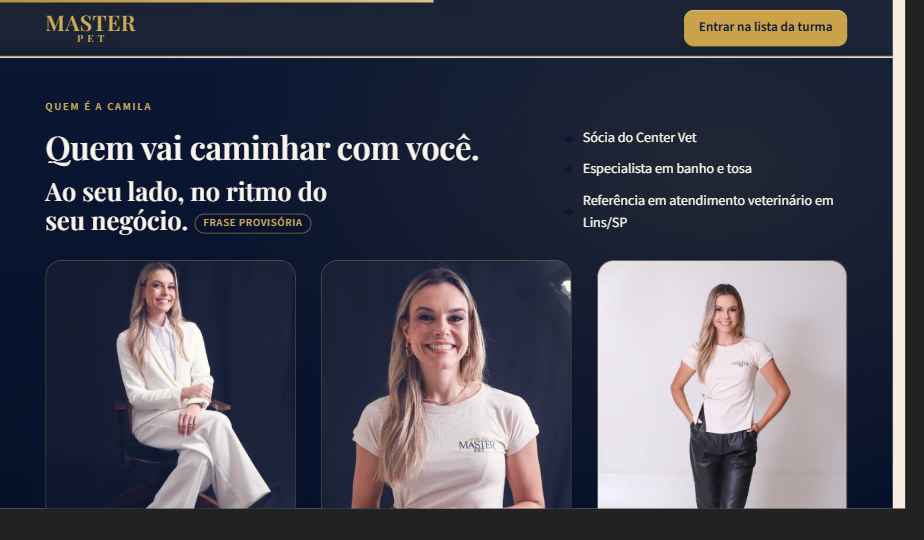 MASTER
PET
Entrar na lista da turma
QUEM É A CAMILA
Quem vai caminhar com você.
Ao seu lado, no ritmo do
seu negócio. FRASE PROVISÓRIA
Sócia do Center Vet
Especialista em banho e tosa
Referência em atendimento veterinário em
Lins/SP
MASTER
PET